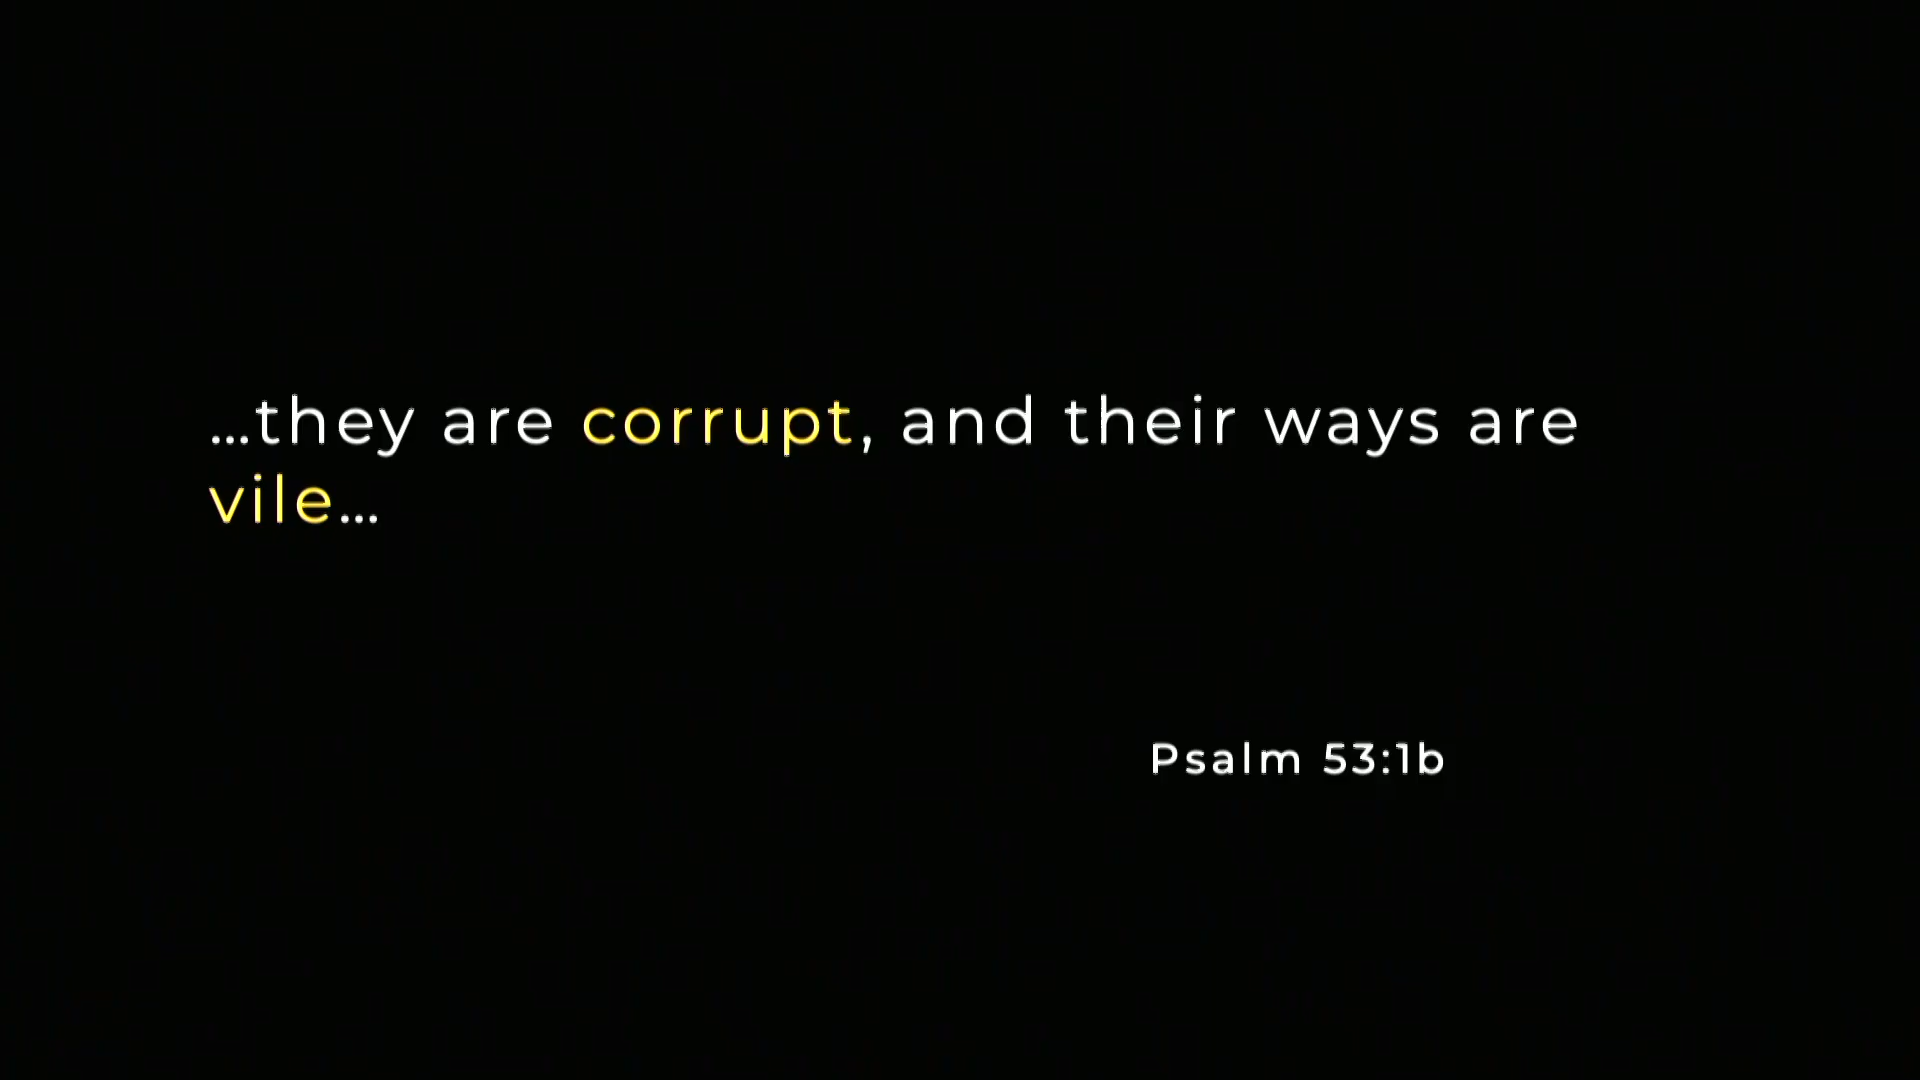 …they are corrupt, and their ways are
vile…
Psalm 53:1b